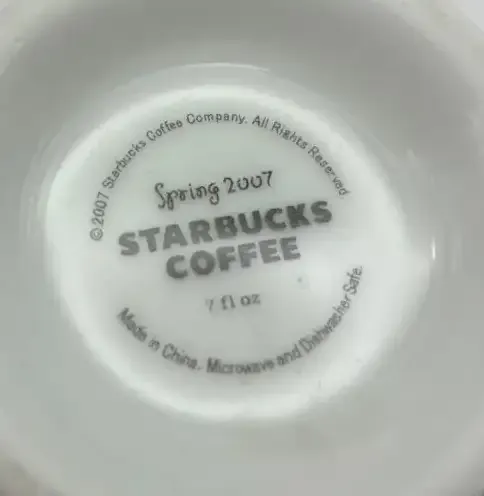 ©2007 Starbucks Coffee Company. All Rights Reserved
Spring 2007
STARBUCKS
COFFEE
7 fl oz
Made in China. Microwave and Dishwasher Safe.